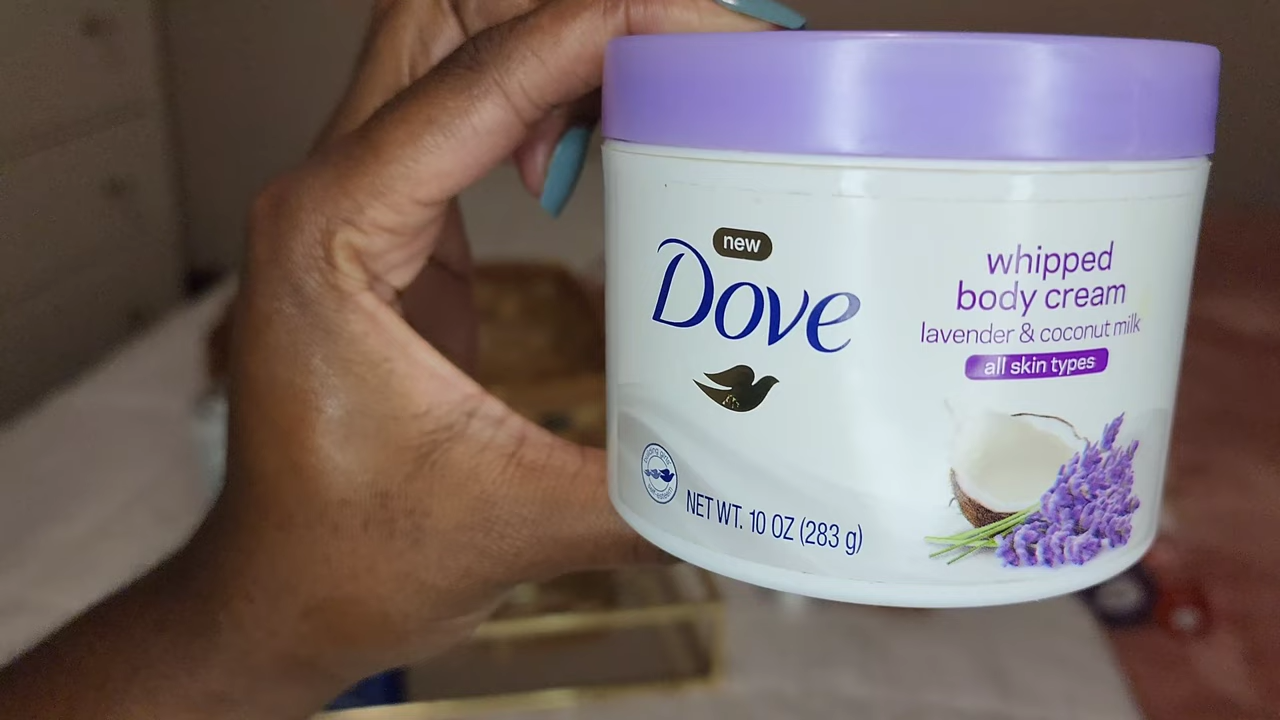 new
Dove
whipped
body cream
lavender & coconut milk
all skin types
NET WT. 10 OZ (283 g)